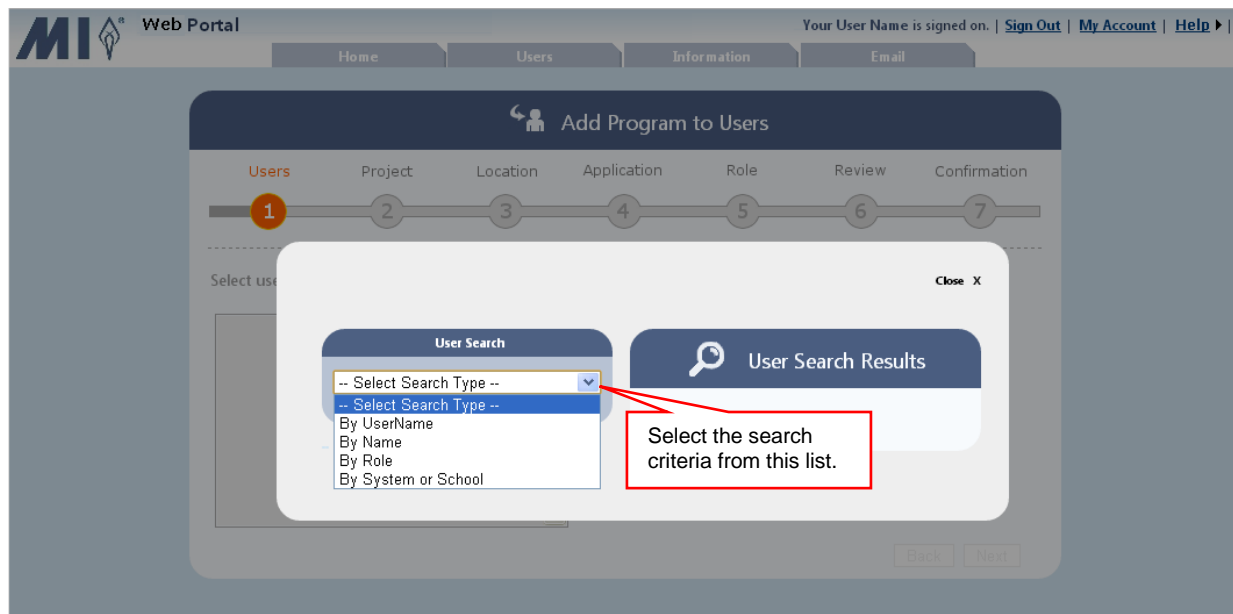 MI®
Web Portal
Your User Name is signed on. | Sign Out | My Account | Help |
Home Users Information Email
Add Program to Users
Users Project Location Application Role Review Confirmation
1 2 3 4 5 6 7
Select use
Close X
User Search
User Search Results
-- Select Search Type --
-- Select Search Type --
By UserName
By Name
By Role
By System or School
Select the search
criteria from this list.
Back Next